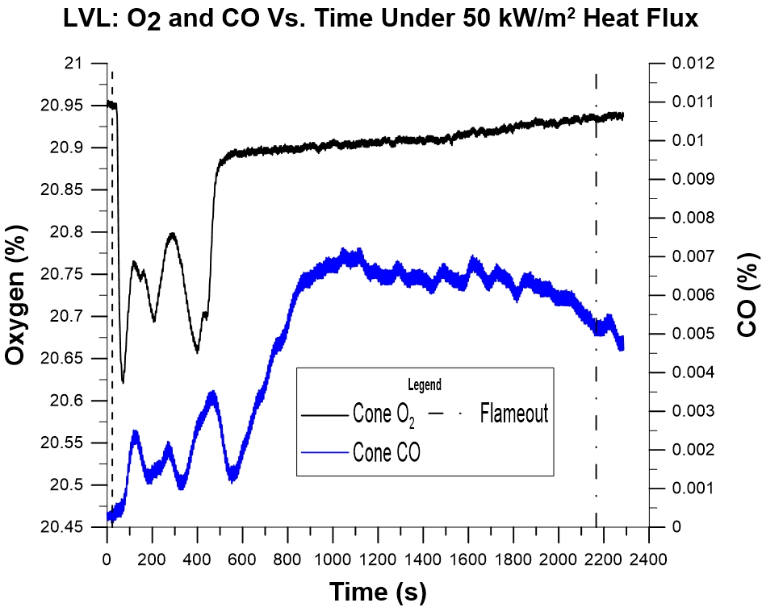 LVL: O2 and CO Vs. Time Under 50 kW/m² Heat Flux
21
20.95
20.9
20.85
20.8
20.75
20.7
20.65
20.6
20.55
20.5
20.45
Oxygen (%)
0.012
0.011
0.01
0.009
0.008
0.007
0.006
0.005
0.004
0.003
0.002
0.001
0
CO (%)
Legend
Cone O₂
Flameout
Cone CO
0 200 400 600 800 1000 1200 1400 1600 1800 2000 2200 2400
Time (s)